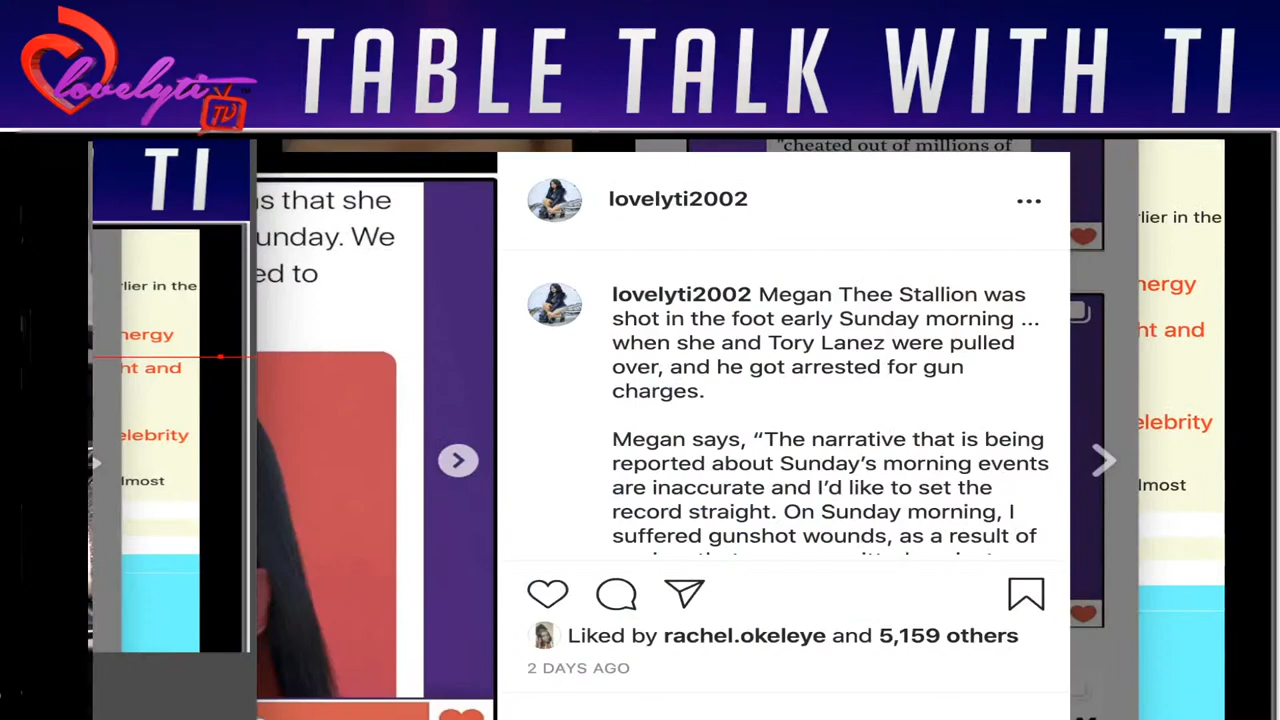 lovelyti TV
TABLE TALK WITH TI
TI
"cheated out of millions of
s that she
unday. We
ed to
lovelyti2002
lovelyti2002 Megan Thee Stallion was
shot in the foot early Sunday morning ...
when she and Tory Lanez were pulled
over, and he got arrested for gun
charges.
Megan says, “The narrative that is being
reported about Sunday’s morning events
are inaccurate and I’d like to set the
record straight. On Sunday morning, I
suffered gunshot wounds, as a result of
Liked by rachel.okeleye and 5,159 others
2 DAYS AGO
rlier in the
nergy
ht and
elebrity
lmost
rlier in the
nergy
ht and
elebrity
lmost